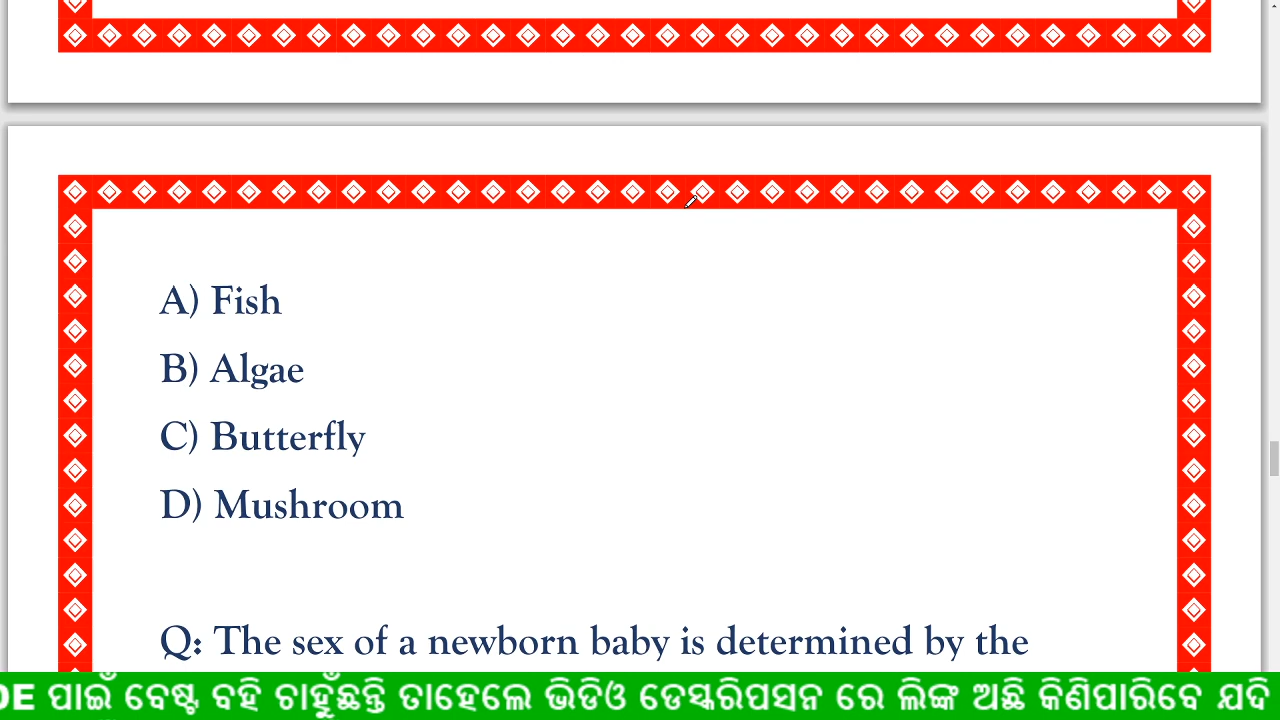 A) Fish
B) Algae
C) Butterfly
D) Mushroom
Q: The sex of a newborn baby is determined by the
DE ପାଇଁ ବେଷ୍ଟ ବହି ଚାହୁଁଛନ୍ତି ତାହେଲେ ଭିଡିଓ ଡେସ୍କରିପସନ ରେ ଲିଙ୍କ ଅଛି କିଣିପାରିବେ ଯଦି